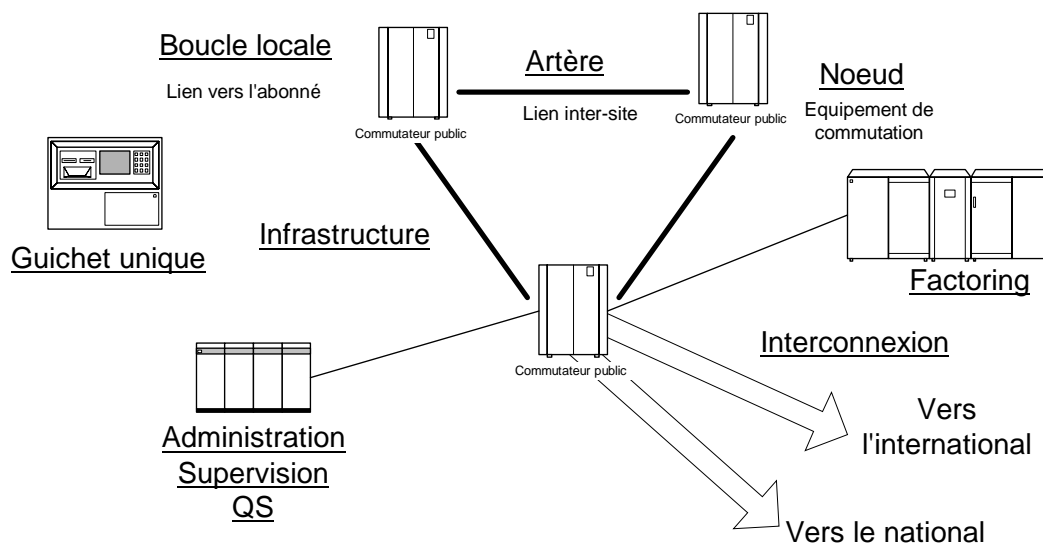 Boucle locale
Lien vers l'abonné
Artère
Lien inter-site
Noeud
Equipement de
commutation
Commutateur public
Commutateur public
Guichet unique
Infrastructure
Factoring
Commutateur public
Interconnexion
Administration
Supervision
QS
Vers
l'international
Vers le national